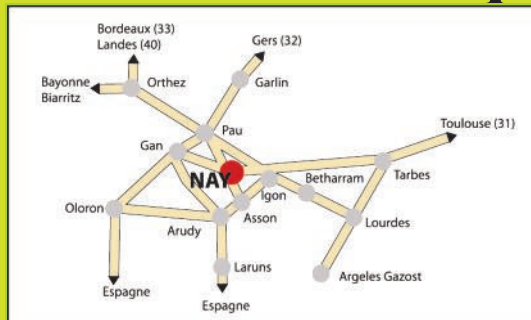 Bordeaux (33)
Landes (40)
Gers (32)
Bayonne
Biarritz
Orthez
Garlin
Toulouse (31)
Pau
Gan
NAY
Betharram
Tarbes
Igon
Oloron
Asson
Arudy
Lourdes
Laruns
Argeles Gazost
Espagne
Espagne